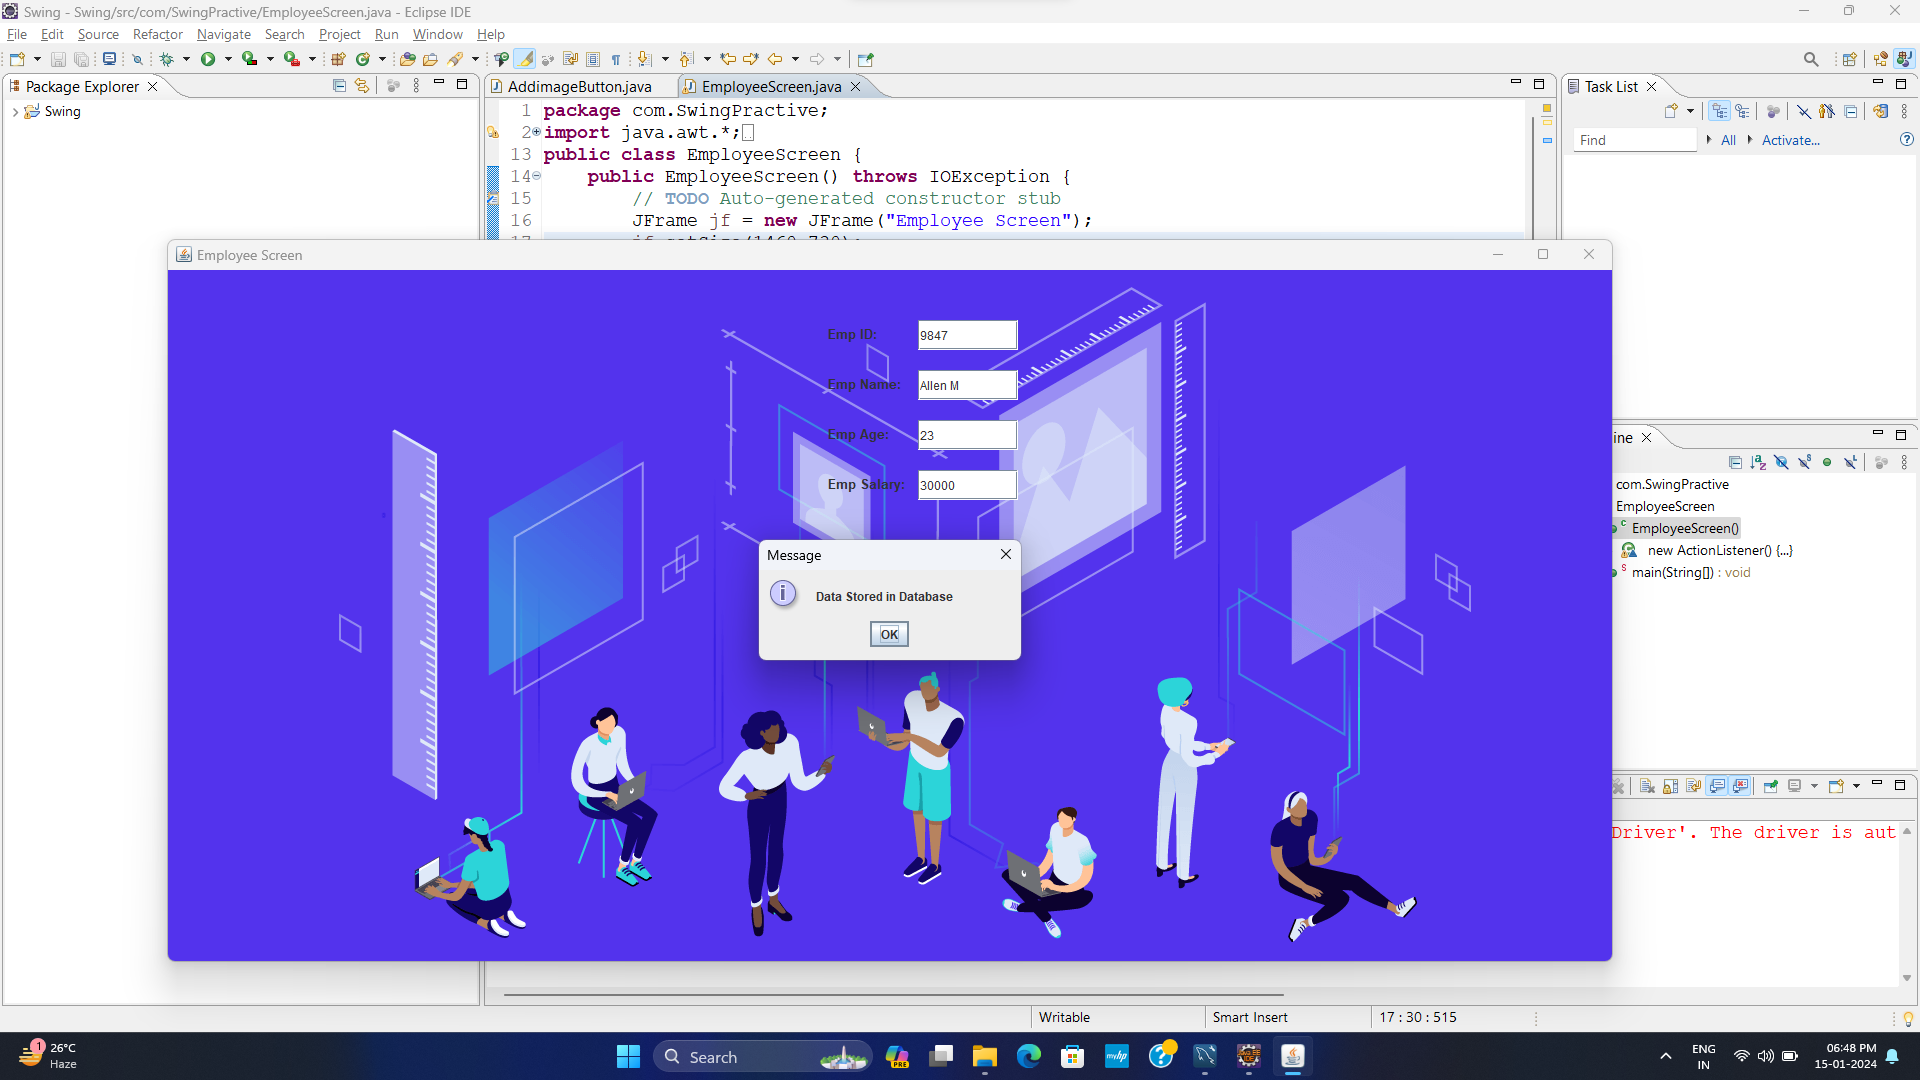 Swing - Swing/src/com/SwingPractive/EmployeeScreen.java - Eclipse IDE
File Edit Source Refactor Navigate Search Project Run Window Help
Package Explorer
Swing
AddimageButton.java
EmployeeScreen.java
1 package com.SwingPractive;
2 import java.awt.*;
13 public class EmployeeScreen {
14 public EmployeeScreen() throws IOException {
15 // TODO Auto-generated constructor stub
16 JFrame jf = new JFrame("Employee Screen");
Task List
Find
All
Activate...
Employee Screen
Emp ID: 9847
Emp Name: Allen M
Emp Age: 23
Emp Salary: 30000
Message
Data Stored in Database
OK
ine
com.SwingPractive
EmployeeScreen
EmployeeScreen()
new ActionListener() {...}
main(String[]) : void
Driver'. The driver is aut
Writable
Smart Insert
17 : 30 : 515
1
26°C
Haze
Search
PRE
myhp
ENG
IN
06:48 PM
15-01-2024